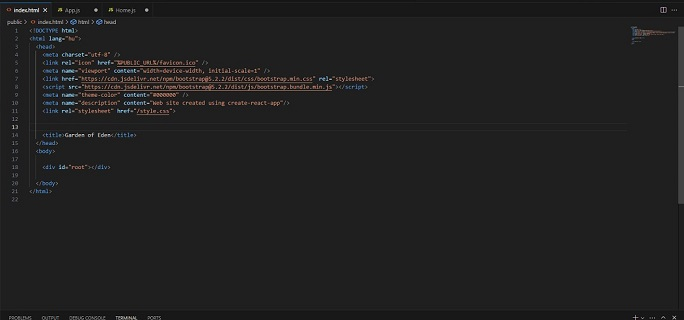 index.html App.js Home.js
public > index.html > html > head
1 <!DOCTYPE html>
2 <html lang="hu">
3 <head>
4 <meta charset="utf-8" />
5 <link rel="icon" href="%PUBLIC_URL%/favicon.ico" />
6 <meta name="viewport" content="width=device-width, initial-scale=1" />
7 <link href="https://cdn.jsdelivr.net/npm/bootstrap@5.2.2/dist/css/bootstrap.min.css" rel="stylesheet">
8 <script src="https://cdn.jsdelivr.net/npm/bootstrap@5.2.2/dist/js/bootstrap.bundle.min.js"></script>
9 <meta name="theme-color" content="#000000" />
10 <meta name="description" content="Web site created using create-react-app"/>
11 <link rel="stylesheet" href="/style.css">
12
13
14 <title>Garden of Eden</title>
15 </head>
16 <body>
17
18 <div id="root"></div>
19
20 </body>
21 </html>
22
PROBLEMS OUTPUT DEBUG CONSOLE TERMINAL PORTS